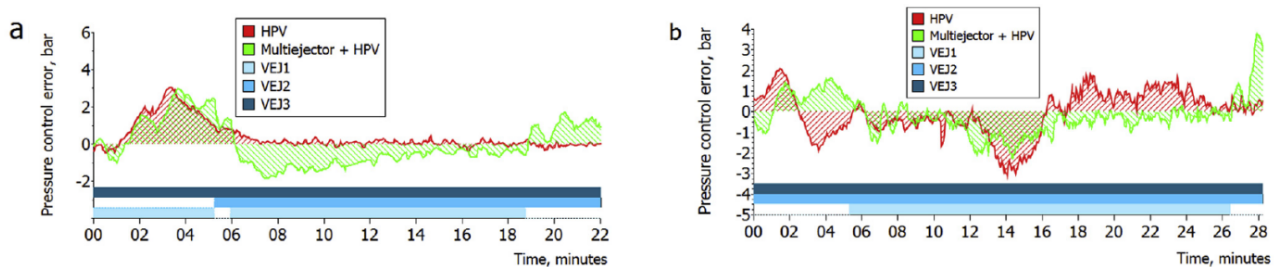 a
Pressure control error, bar
6
4
2
0
-2
HPV
Multiejector + HPV
VEJ1
VEJ2
VEJ3
00 02 04 06 08 10 12 14 16 18 20 22
Time, minutes
b
Pressure control error, bar
4
3
2
1
0
-1
-2
-3
-4
-5
HPV
Multiejector + HPV
VEJ1
VEJ2
VEJ3
00 02 04 06 08 10 12 14 16 18 20 22 24 26 28
Time, minutes